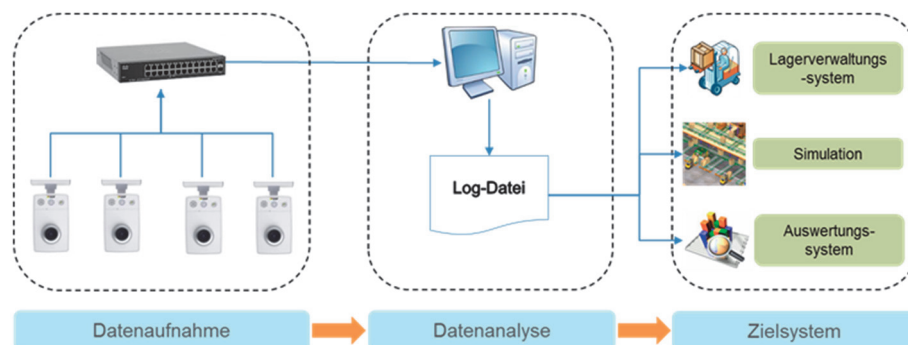 Lagerverwaltungs
-system
Log-Datei
Simulation
Auswertungs-
system
Datenaufnahme
Datenanalyse
Zielsystem